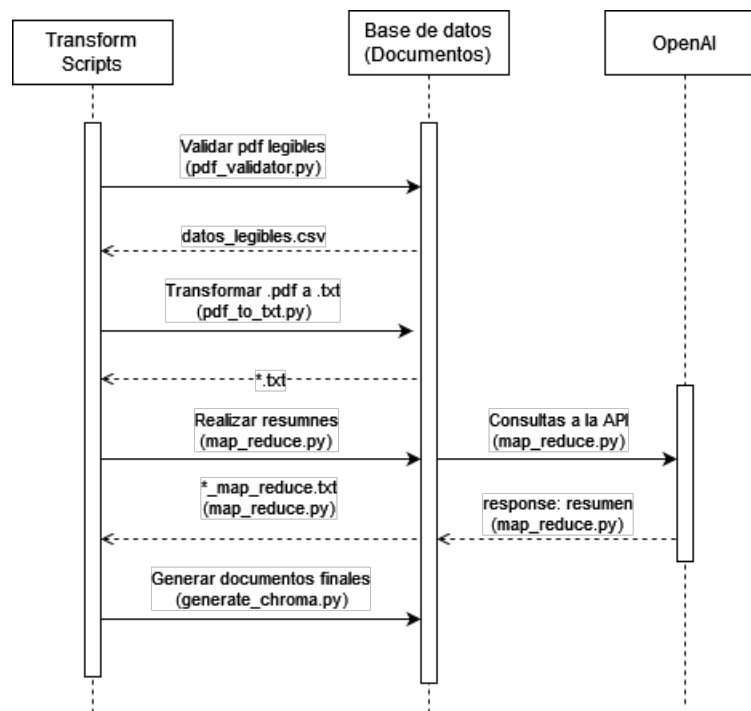 Transform
Scripts
Base de datos
(Documentos)
OpenAI
Validar pdf legibles
(pdf_validator.py)
datos_legibles.csv
Transformar .pdf a .txt
(pdf_to_txt.py)
*.txt
Realizar resumnes
(map_reduce.py)
Consultas a la API
(map_reduce.py)
*_map_reduce.txt
(map_reduce.py)
response: resumen
(map_reduce.py)
Generar documentos finales
(generate_chroma.py)